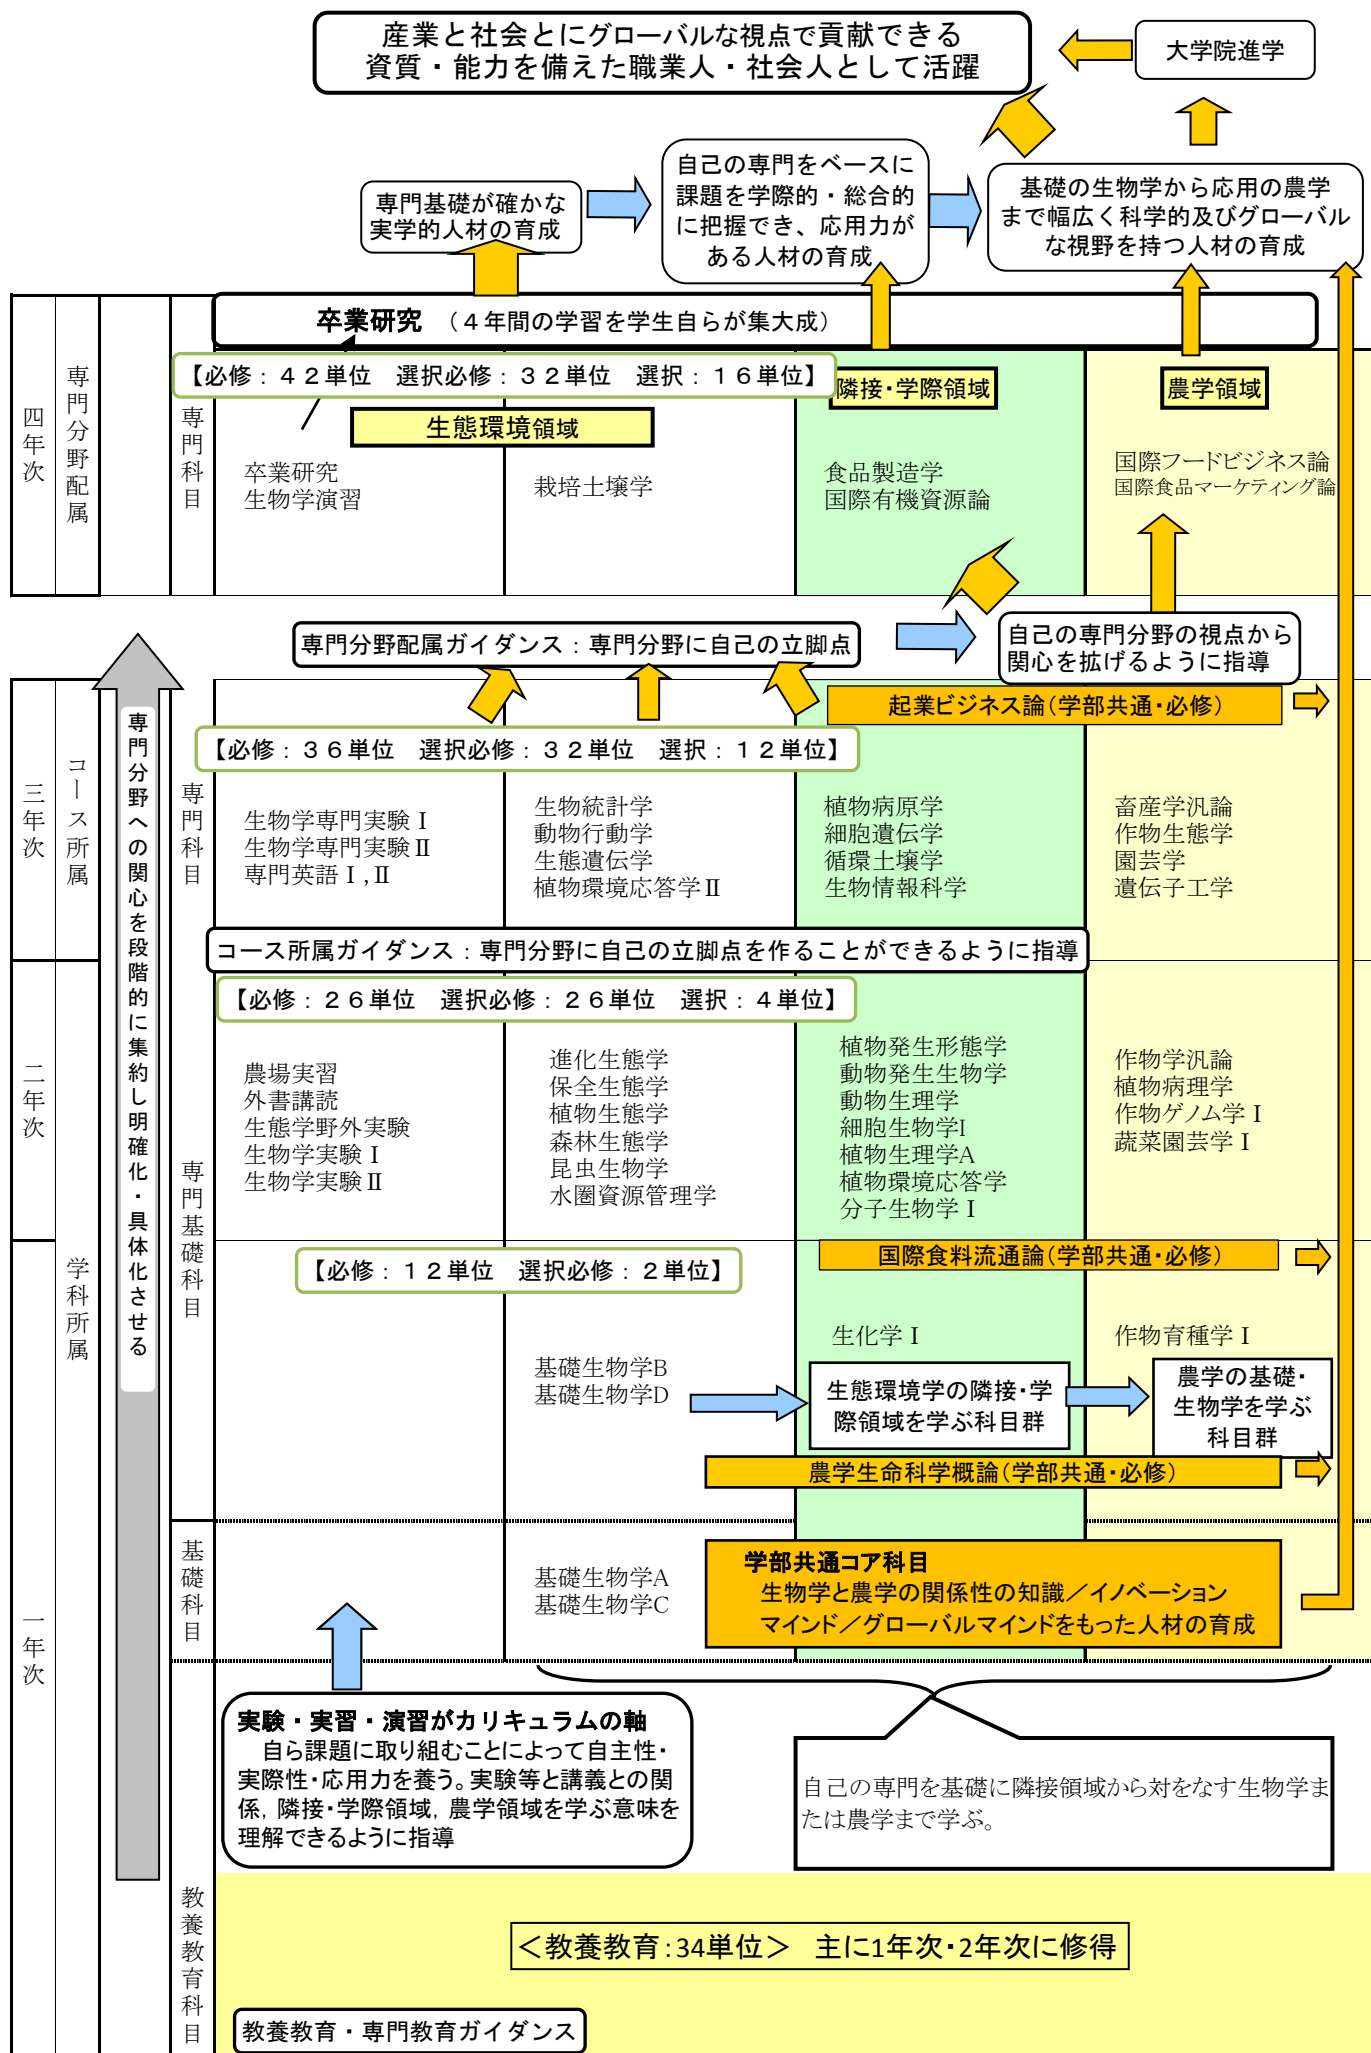 産業と社会とにグローバルな視点で貢献できる
資質・能力を備えた職業人・社会人として活躍
大学院進学
専門基礎が確かな
実学的人材の育成
自己の専門をベースに
課題を学際的・総合的
に把握でき、応用力が
ある人材の育成
基礎の生物学から応用の農学
まで幅広く科学的及びグローバル
な視野を持つ人材の育成
卒業研究 （４年間の学習を学生自らが集大成）
【必修：４２単位　選択必修：３２単位　選択：１６単位】
四年次
専門分野配属
専門科目
生態環境領域
隣接・学際領域
農学領域
卒業研究
生物学演習
栽培土壌学
食品製造学
国際有機資源論
国際フードビジネス論
国際食品マーケティング論
専門分野配属ガイダンス：専門分野に自己の立脚点
自己の専門分野の視点から
関心を拡げるように指導
専門分野への関心を段階的に集約し明確化・具体化させる
起業ビジネス論（学部共通・必修）
【必修：３６単位　選択必修：３２単位　選択：１２単位】
三年次
コース所属
専門科目
生物学専門実験Ⅰ
生物学専門実験Ⅱ
専門英語Ⅰ,Ⅱ
生物統計学
動物行動学
生態遺伝学
植物環境応答学Ⅱ
植物病原学
細胞遺伝学
循環土壌学
生物情報科学
畜産学汎論
作物生態学
園芸学
遺伝子工学
コース所属ガイダンス：専門分野に自己の立脚点を作ることができるように指導
【必修：２６単位　選択必修：２６単位　選択：４単位】
二年次
学科所属
専門基礎科目
農場実習
外書講読
生態学野外実験
生物学実験Ⅰ
生物学実験Ⅱ
進化生態学
保全生態学
植物生態学
森林生態学
昆虫生物学
水圏資源管理学
植物発生形態学
動物発生生物学
動物生理学
細胞生物学I
植物生理学A
植物環境応答学
分子生物学Ⅰ
作物学汎論
植物病理学
作物ゲノム学Ⅰ
蔬菜園芸学Ⅰ
【必修：１２単位　選択必修：２単位】
国際食料流通論（学部共通・必修）
生化学Ⅰ
作物育種学Ⅰ
基礎生物学B
基礎生物学D
生態環境学の隣接・学
際領域を学ぶ科目群
農学の基礎・
生物学を学ぶ
科目群
農学生命科学概論（学部共通・必修）
一年次
基礎科目
基礎生物学A
基礎生物学C
学部共通コア科目
生物学と農学の関係性の知識／イノベーション
マインド／グローバルマインドをもった人材の育成
実験・実習・演習がカリキュラムの軸
自ら課題に取り組むことによって自主性・
実際性・応用力を養う。実験等と講義との関
係，隣接・学際領域，農学領域を学ぶ意味を
理解できるように指導
自己の専門を基礎に隣接領域から対をなす生物学ま
たは農学まで学ぶ。
教養教育科目
＜教養教育：34単位＞　主に1年次・2年次に修得
教養教育・専門教育ガイダンス